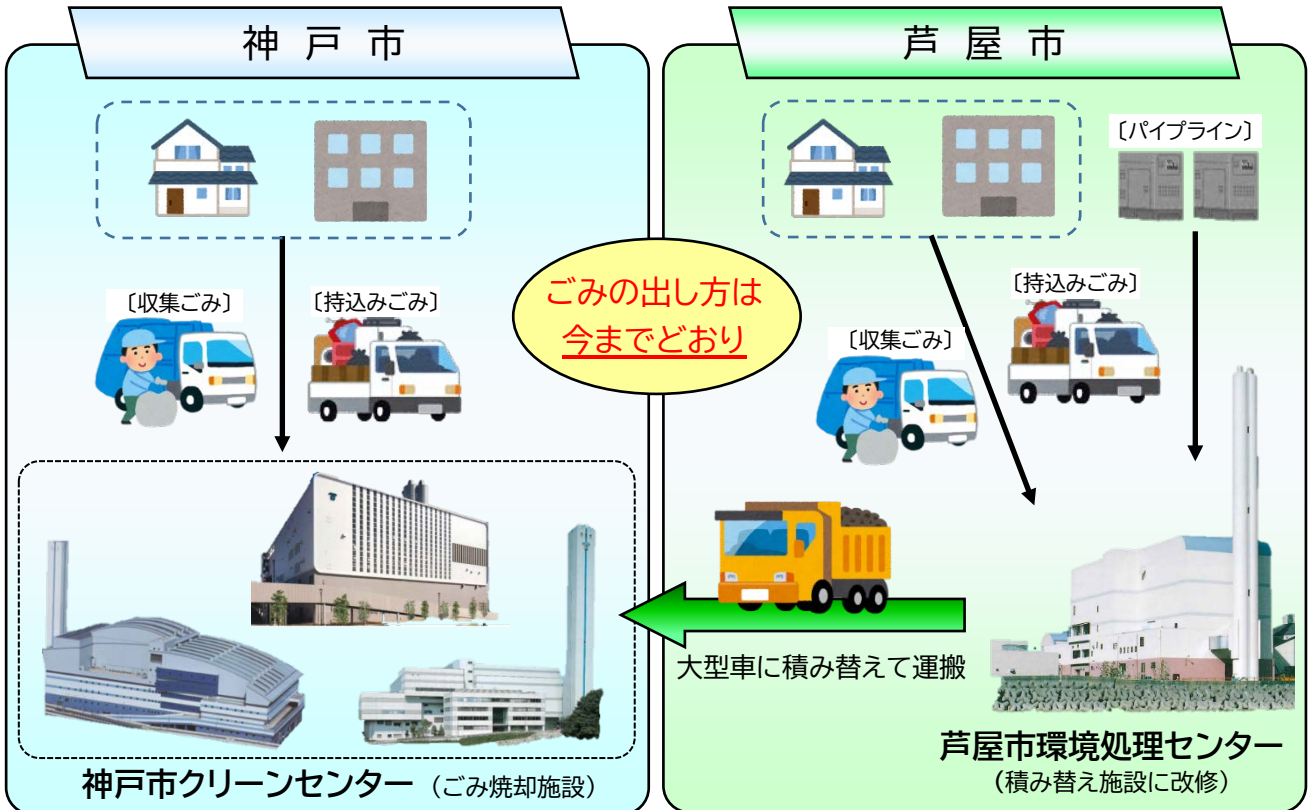 神戸市
〔収集ごみ〕
〔持込みごみ〕
神戸市クリーンセンター（ごみ焼却施設）
ごみの出し方は
今までどおり
芦屋市
〔パイプライン〕
〔収集ごみ〕
〔持込みごみ〕
大型車に積み替えて運搬
芦屋市環境処理センター
（積み替え施設に改修）